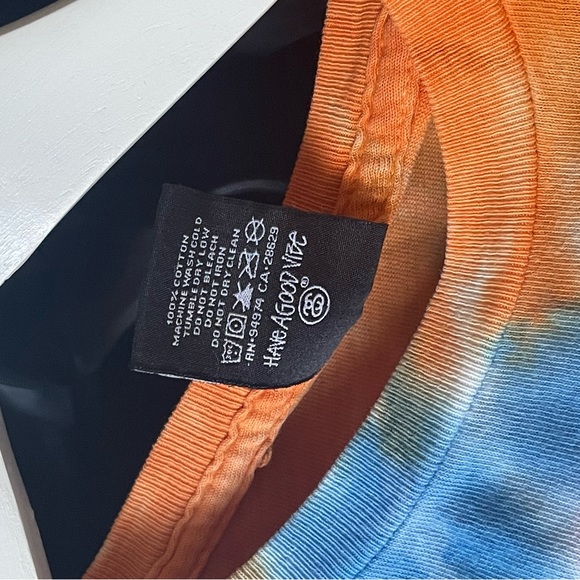 100% COTTON
MACHINE WASH COLD
TUMBLE DRY LOW
DO NOT BLEACH
DO NOT IRON
DO NOT DRY CLEAN
RN-94974 CA-28629
HAVE A GOOD VIBE
®